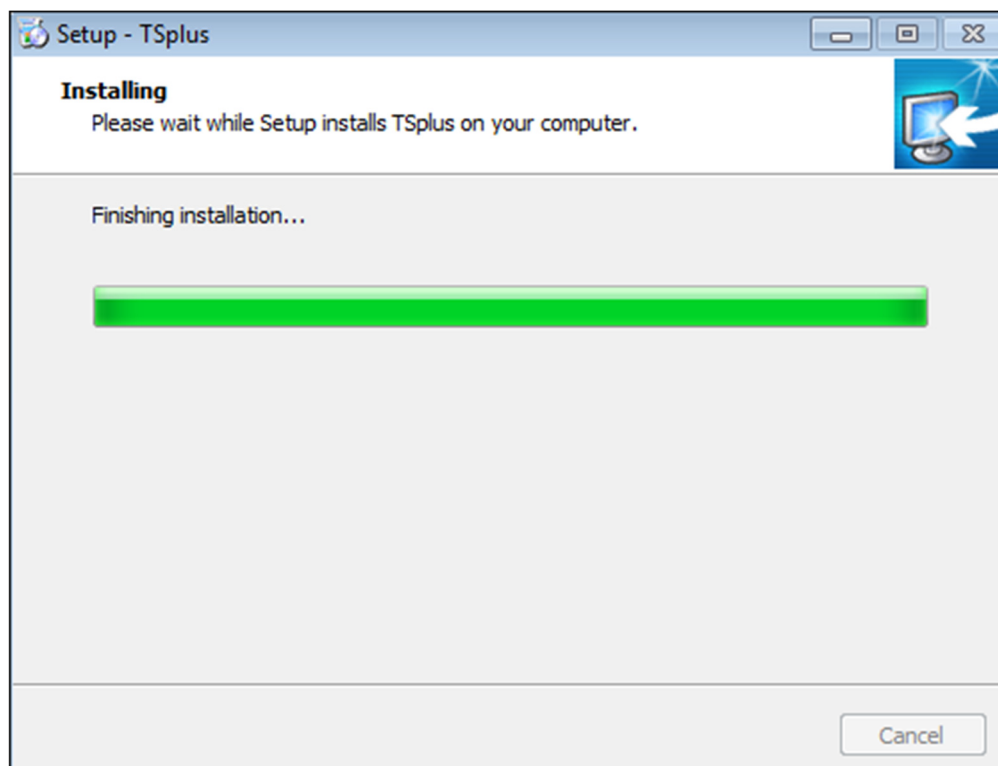 Setup - TSplus
Installing
Please wait while Setup installs TSplus on your computer.
Finishing installation...
Cancel